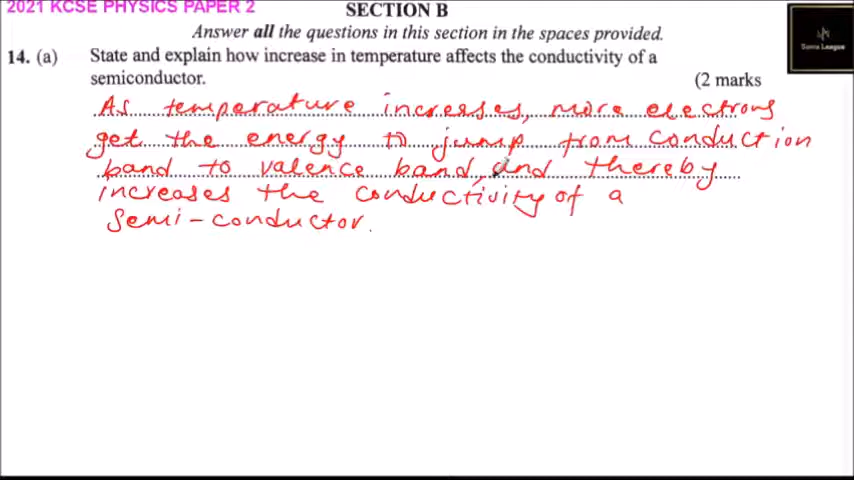 2021 KCSE PHYSICS PAPER 2
SECTION B
Answer all the questions in this section in the spaces provided.
14. (a) State and explain how increase in temperature affects the conductivity of a
semiconductor.
(2 marks
As temperature increases, more electrons
get the energy to jump from conduction
band to valence band, and thereby
increases the conductivity of a
Semi-conductor.
Soma League